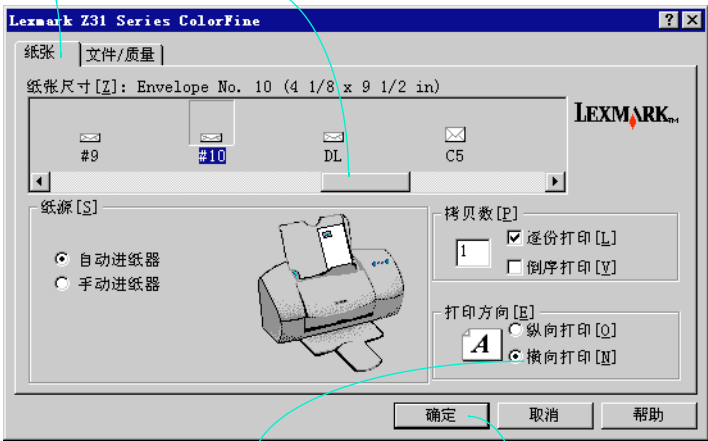 Lexmark Z31 Series ColorFine
纸张 文件/质量
纸张尺寸[Z]: Envelope No. 10 (4 1/8 x 9 1/2 in)
LEXMARK™
#9 #10 DL C5
纸源[S]
自动进纸器
手动进纸器
拷贝数[P]
1
逐份打印[L]
倒序打印[V]
打印方向[E]
A
纵向打印[O]
横向打印[N]
确定 取消 帮助